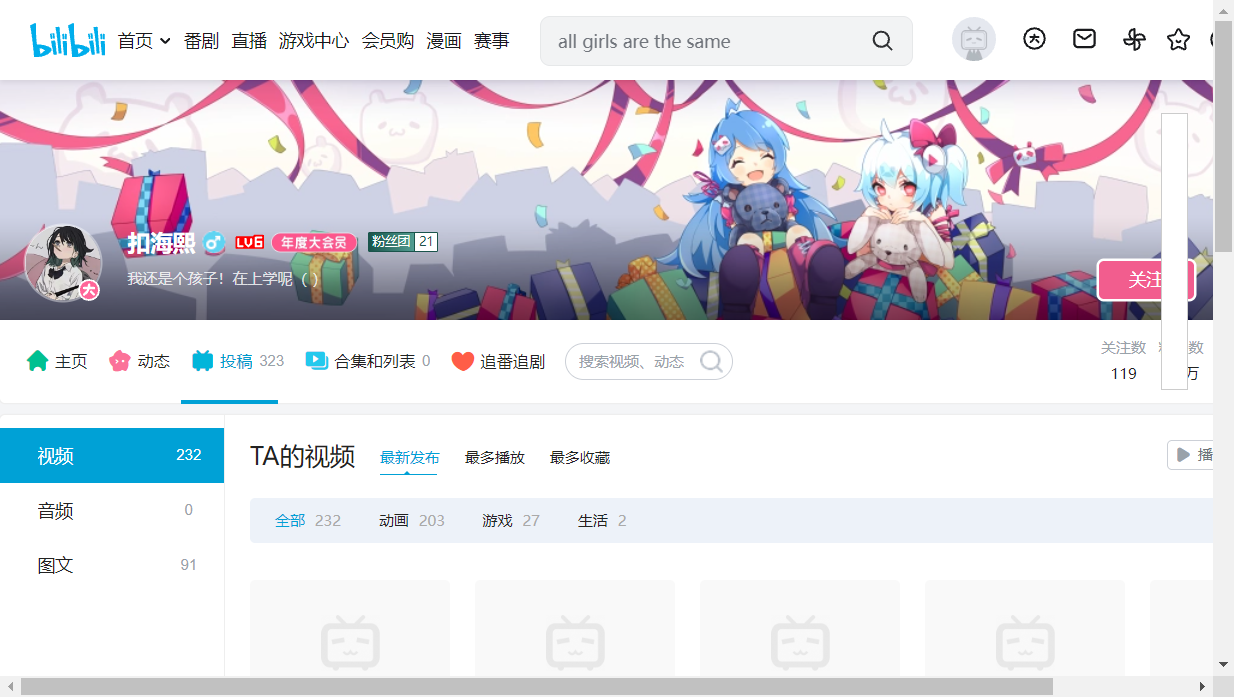 bilibili 首页 番剧 直播 游戏中心 会员购 漫画 赛事 all girls are the same
扣海熙 LV6 年度大会员 粉丝团 21
大
我还是个孩子！在上学呢（ ）
关注
主页 动态 投稿 323 合集和列表 0 追番追剧 搜索视频、动态
关注数 数
119 万
视频 232
音频 0
图文 91
TA的视频 最新发布 最多播放 最多收藏 播
全部 232 动画 203 游戏 27 生活 2